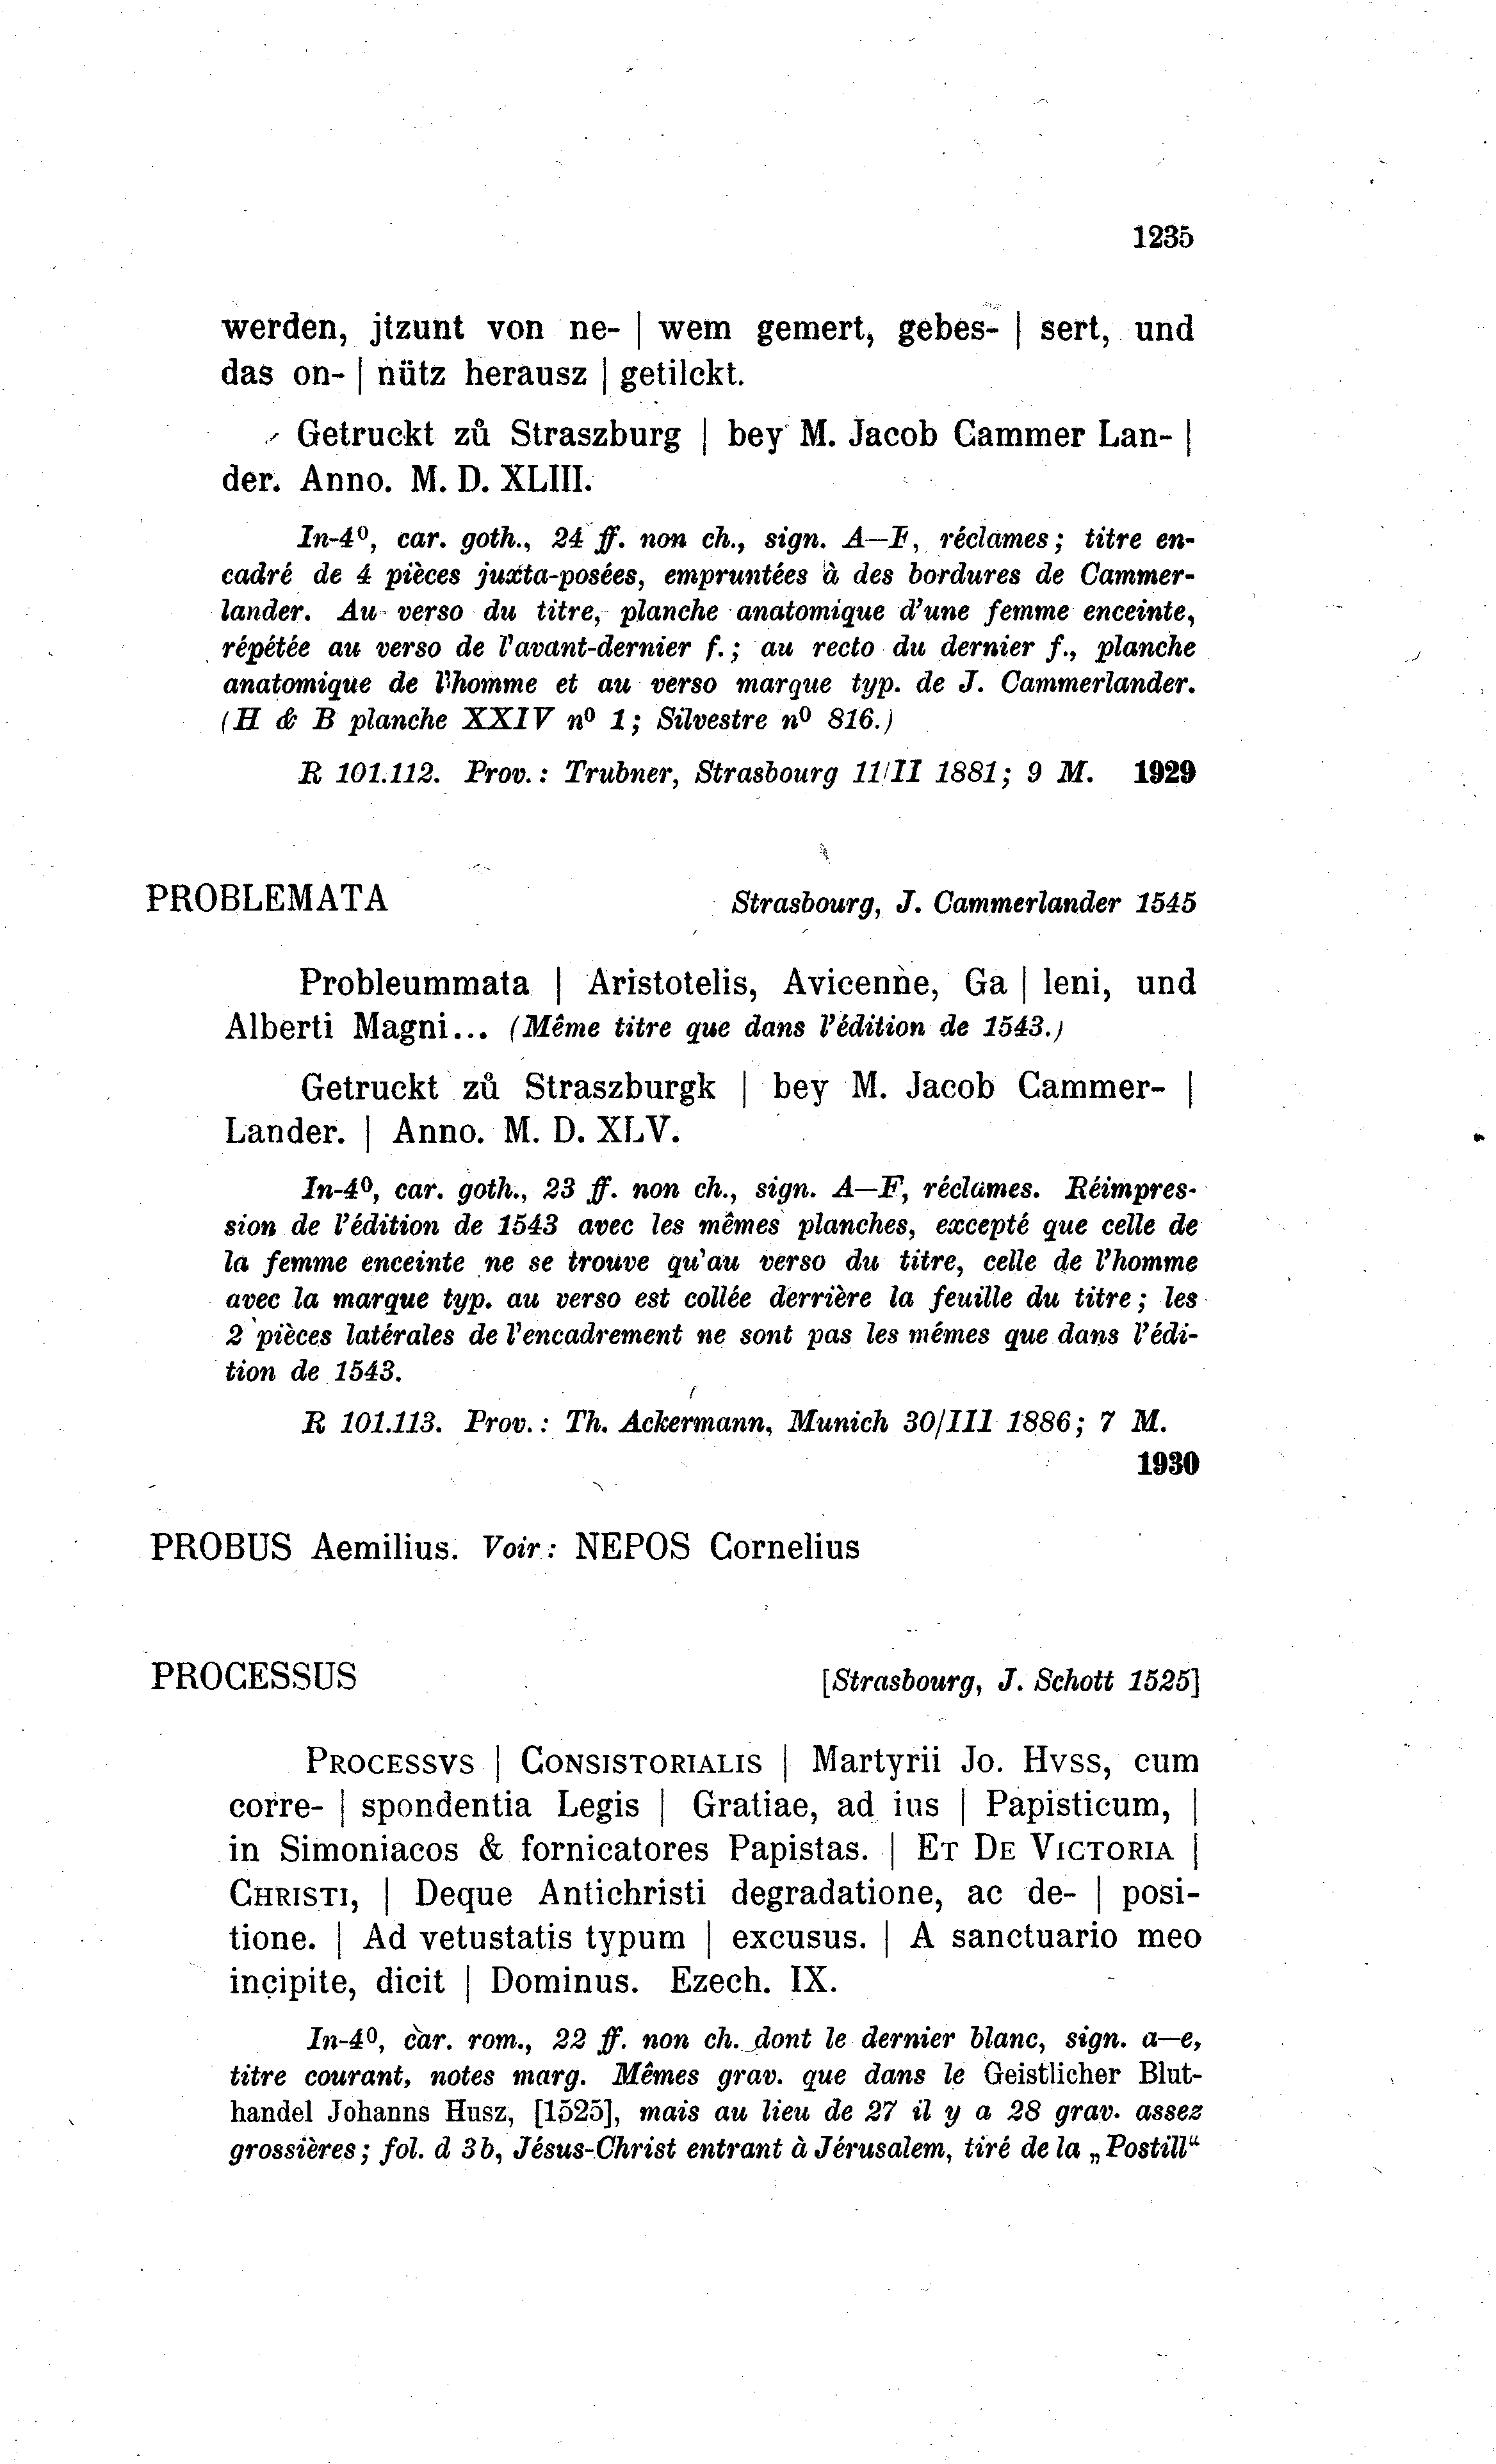 1235
werden, jtzunt von ne- | wem gemert, gebes- | sert, und
das on- | nütz herausz | getilckt.
Getruckt zů Straszburg | bey M. Jacob Cammer Lan- |
der. Anno. M. D. XLIII.
In-4⁰, car. goth., 24 ff. non ch., sign. A—F, réclames; titre en-
cadré de 4 pièces juxta-posées, empruntées à des bordures de Cammer-
lander. Au verso du titre, planche anatomique d'une femme enceinte,
répétée au verso de l'avant-dernier f.; au recto du dernier f., planche
anatomique de l'homme et au verso marque typ. de J. Cammerlander.
(H & B planche XXIV n⁰ 1; Silvestre n⁰ 816.)
R 101.112. Prov.: Trubner, Strasbourg 11/II 1881; 9 M. 1929
PROBLEMATA Strasbourg, J. Cammerlander 1545
Probleummata | Aristotelis, Avicenne, Ga | leni, und
Alberti Magni... (Même titre que dans l'édition de 1543.)
Getruckt zů Straszburgk | bey M. Jacob Cammer- |
Lander. | Anno. M. D. XLV.
In-4⁰, car. goth., 23 ff. non ch., sign. A—F, réclames. Réimpres-
sion de l'édition de 1543 avec les mêmes planches, excepté que celle de
la femme enceinte ne se trouve qu'au verso du titre, celle de l'homme
avec la marque typ. au verso est collée derrière la feuille du titre; les
2 pièces latérales de l'encadrement ne sont pas les mêmes que dans l'édi-
tion de 1543.
R 101.113. Prov.: Th. Ackermann, Munich 30/III 1886; 7 M.
1930
PROBUS Aemilius. Voir: NEPOS Cornelius
PROCESSUS [Strasbourg, J. Schott 1525]
PROCESSVS | CONSISTORIALIS | Martyrii Jo. Hvss, cum
corre- | spondentia Legis | Gratiae, ad ius | Papisticum, |
in Simoniacos & fornicatores Papistas. | ET DE VICTORIA |
CHRISTI, | Deque Antichristi degradatione, ac de- | posi-
tione. | Ad vetustatis typum | excusus. | A sanctuario meo
incipite, dicit | Dominus. Ezech. IX.
In-4⁰, car. rom., 22 ff. non ch. dont le dernier blanc, sign. a—e,
titre courant, notes marg. Mêmes grav. que dans le Geistlicher Blut-
handel Johanns Husz, [1525], mais au lieu de 27 il y a 28 grav. assez
grossières; fol. d 3b, Jésus-Christ entrant à Jérusalem, tiré de la „Postill“